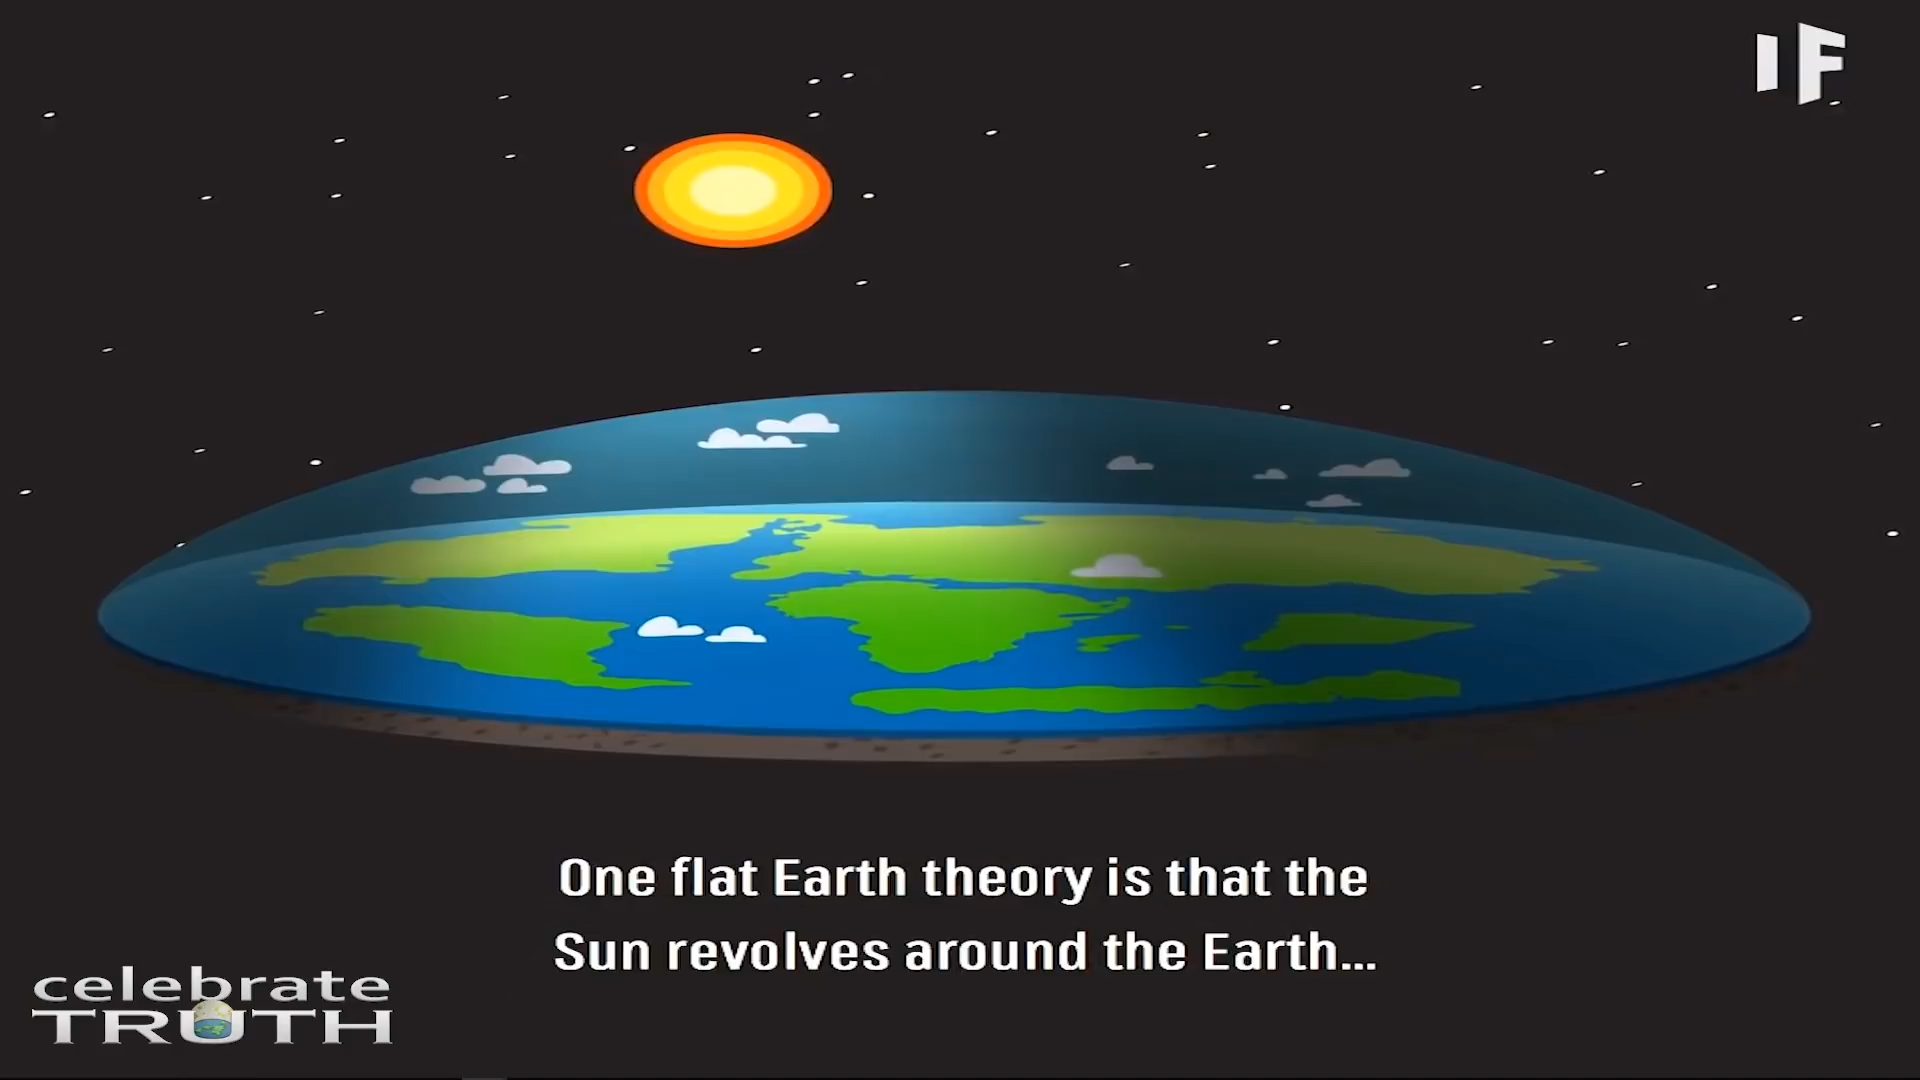 IF
One flat Earth theory is that the
Sun revolves around the Earth...
celebrate
TRUTH